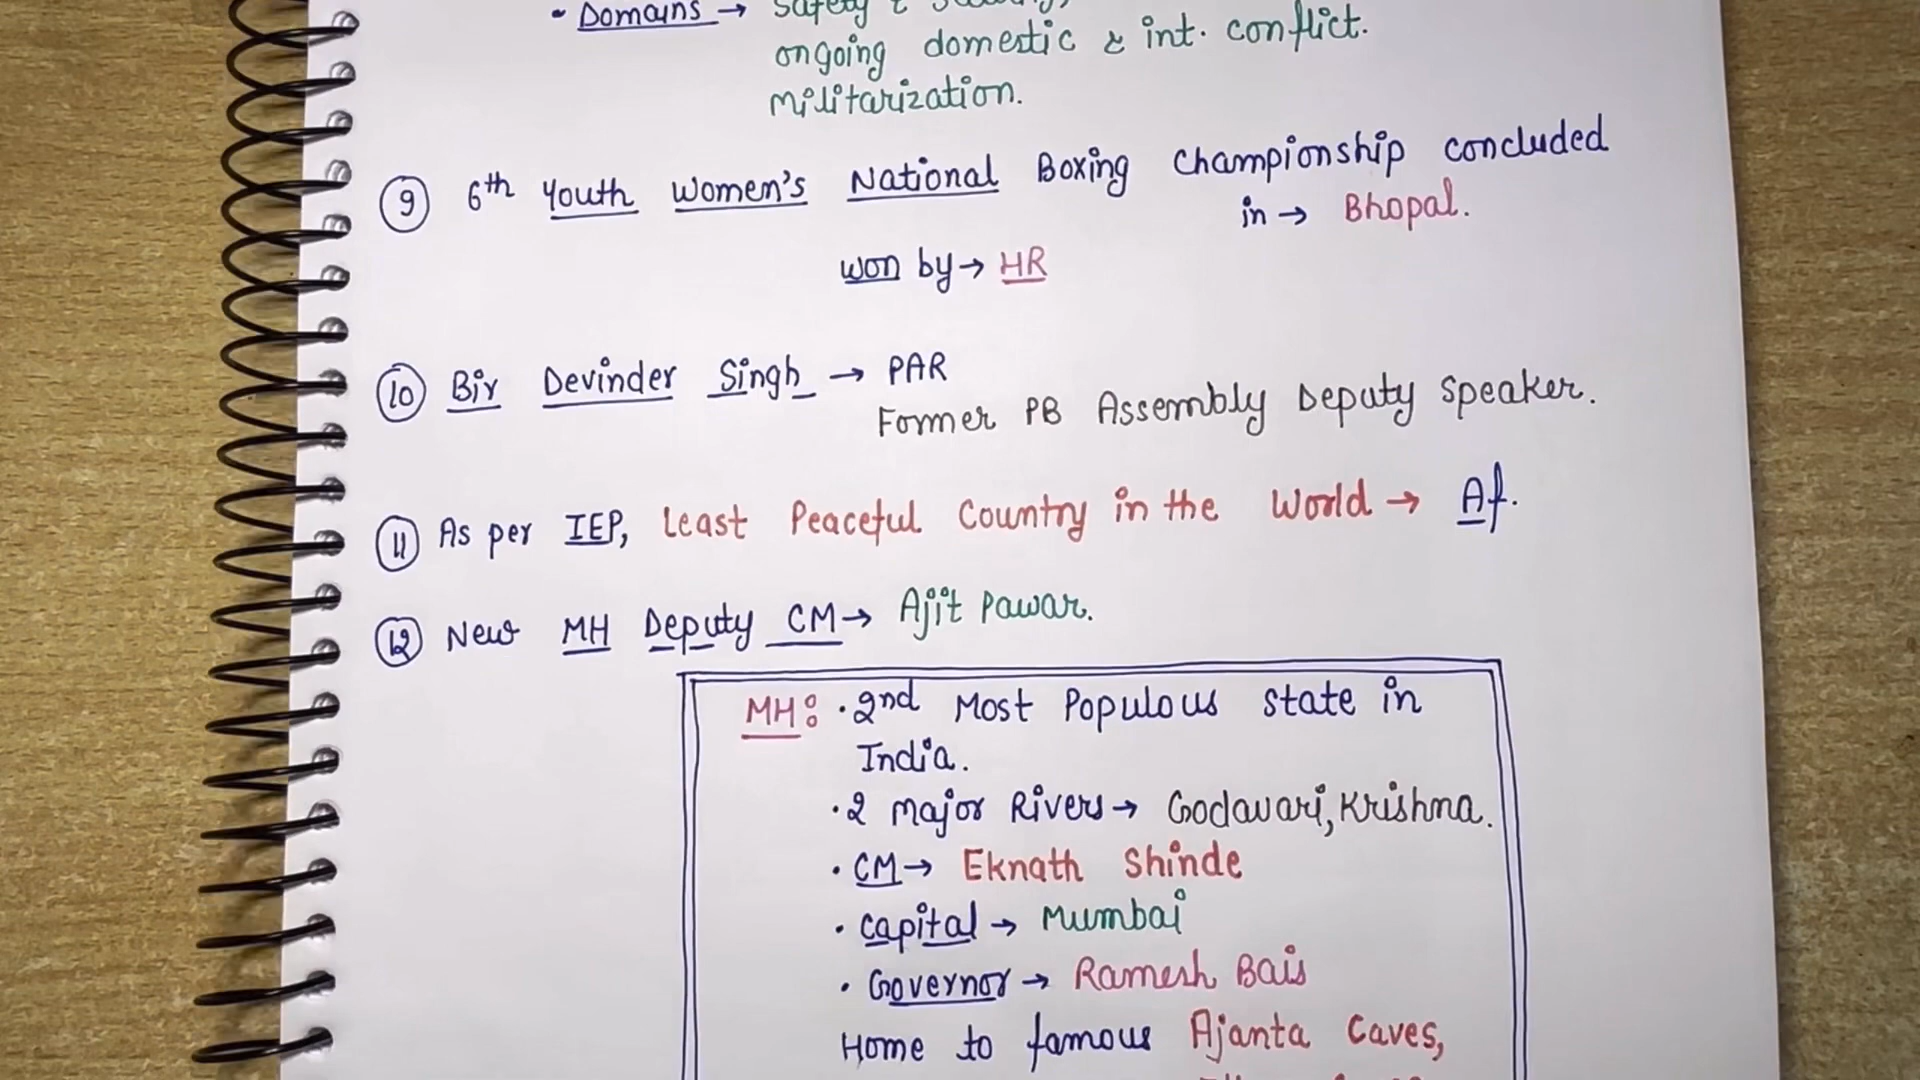 • Domains →
ongoing domestic & int. conflict.
militarization.
9 6th Youth Women's National Boxing Championship concluded
in → Bhopal.
won by → HR
10 Bir Devinder Singh → PAR
Former PB Assembly Deputy Speaker.
11 As per IEP, Least Peaceful Country in the World → Af.
12 New MH Deputy CM → Ajit Pawar.
MH: • 2nd Most Populous State in
India.
• 2 Major Rivers → Godavari, Krishna.
• CM → Eknath Shinde
• Capital → Mumbai
• Governor → Ramesh Bais
Home to famous Ajanta Caves,